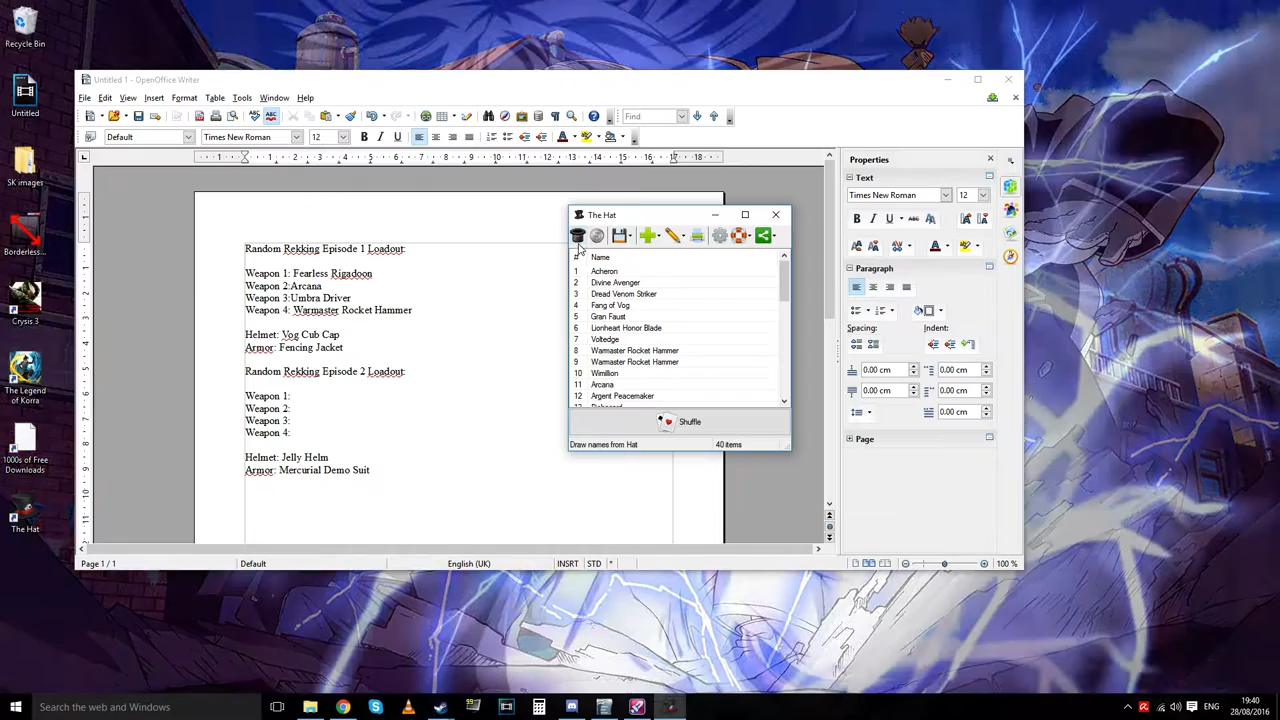 Recycle Bin
Untitled
SK images
Borderless...
Crysis 3
The Legend of Korra
1000s of Free Downloads
The Hat
Untitled 1 - OpenOffice Writer
File Edit View Insert Format Table Tools Window Help
Find
Default Times New Roman 12
Random Rekking Episode 1 Loadout:
Weapon 1: Fearless Rigadoon
Weapon 2:Arcana
Weapon 3:Umbra Driver
Weapon 4: Warmaster Rocket Hammer
Helmet: Vog Cub Cap
Armor: Fencing Jacket
Random Rekking Episode 2 Loadout:
Weapon 1:
Weapon 2:
Weapon 3:
Weapon 4:
Helmet: Jelly Helm
Armor: Mercurial Demo Suit
The Hat
# Name
1 Acheron
2 Divine Avenger
3 Dread Venom Striker
4 Fang of Vog
5 Gran Faust
6 Lionheart Honor Blade
7 Voltedge
8 Warmaster Rocket Hammer
9 Warmaster Rocket Hammer
10 Wimillion
11 Arcana
12 Argent Peacemaker
Shuffle
Draw names from Hat 40 items
Properties
Text
Times New Roman 12
Paragraph
Spacing: Indent:
0.00 cm 0.00 cm
0.00 cm 0.00 cm
0.00 cm
Page
Page 1 / 1 Default English (UK) INSRT STD * 100 %
Search the web and Windows
ENG
19:40
28/08/2016